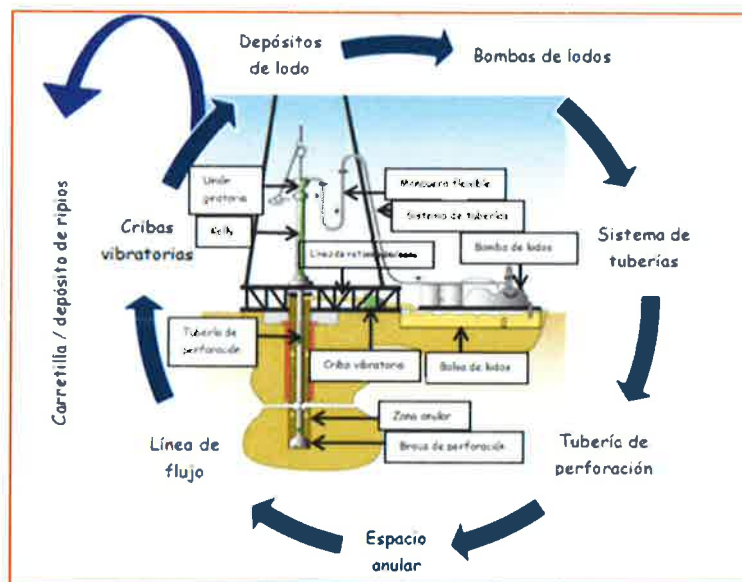 Depósitos
de lodo
Bombas de lodos
Sistema de
tuberías
Tubería de
perforación
Espacio
anular
Línea de
flujo
Cribas
vibratorias
Carretilla / depósito de ripios
Unión
giratoria
Kelly
Manguera flexible
Sistema de tuberías
Línea de
Bomba de lodos
Tubería de
perforación
Criba vibratoria
Balsa de lodos
Zona anular
Broca de perforación